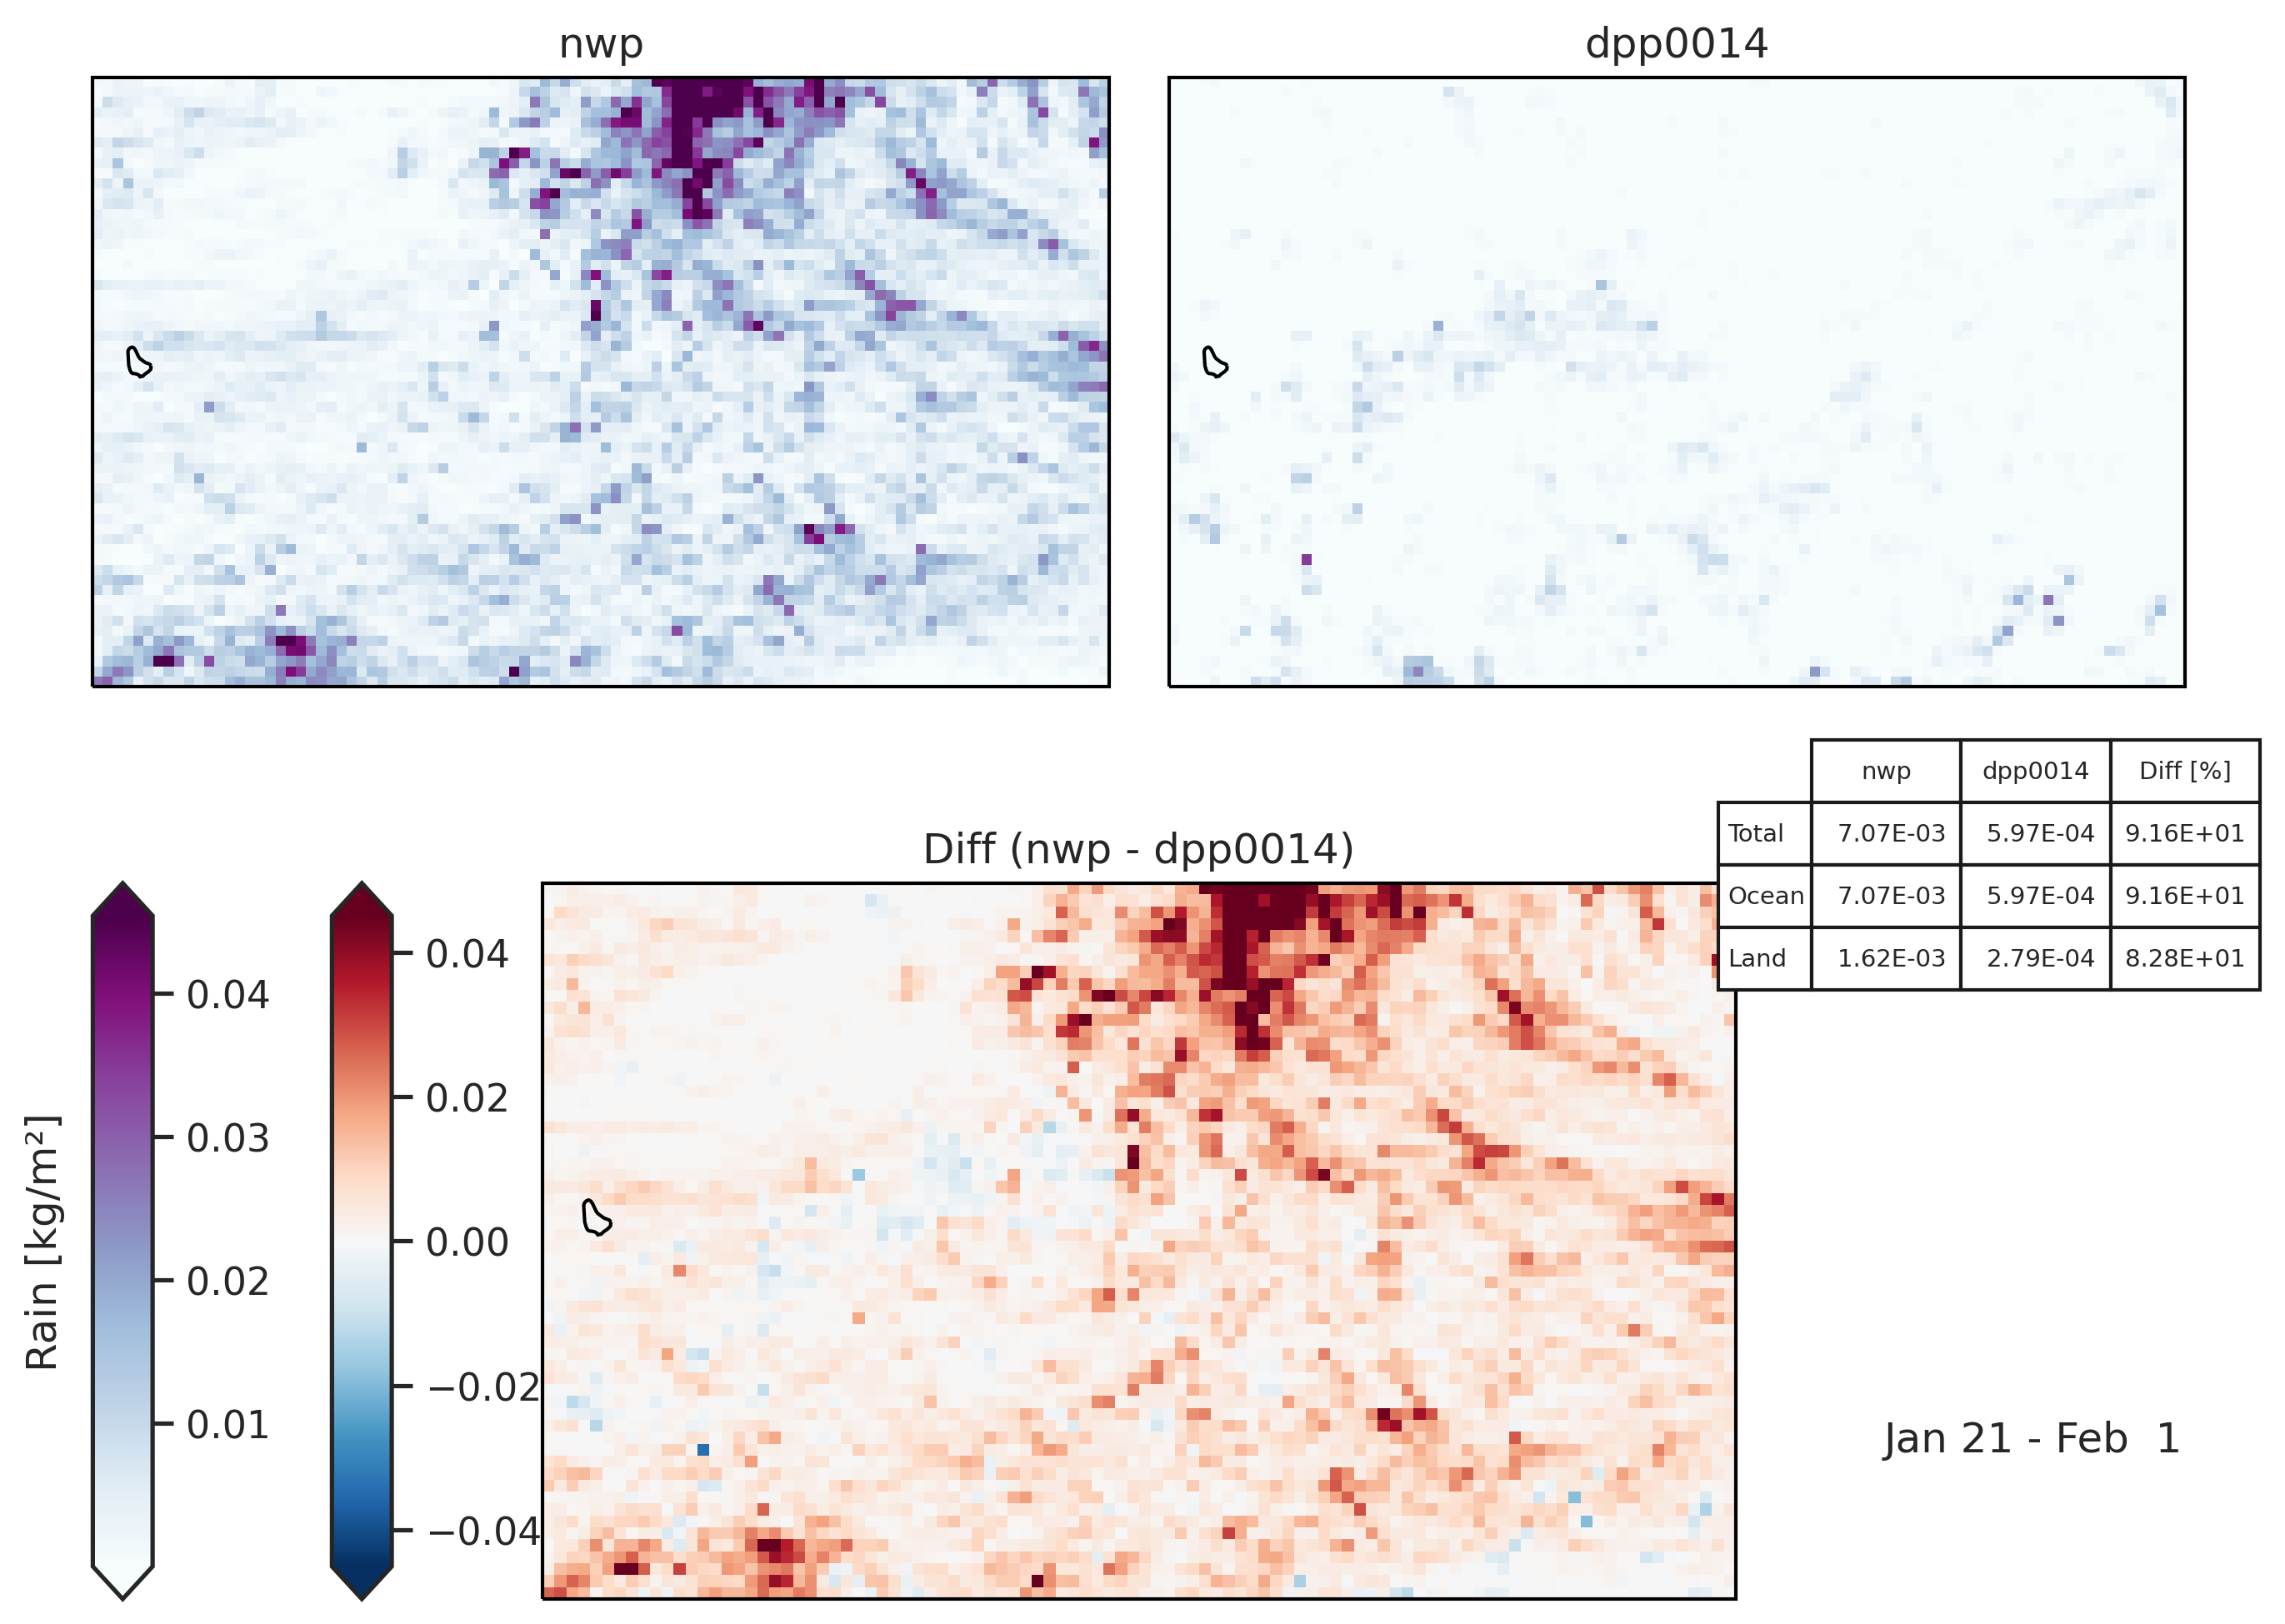 nwp
dpp0014
nwp dpp0014 Diff [%]
Total 7.07E-03 5.97E-04 9.16E+01
Ocean 7.07E-03 5.97E-04 9.16E+01
Land 1.62E-03 2.79E-04 8.28E+01
Diff (nwp - dpp0014)
Rain [kg/m²]
0.04
0.03
0.02
0.01
0.04
0.02
0.00
−0.02
−0.04
Jan 21 - Feb  1